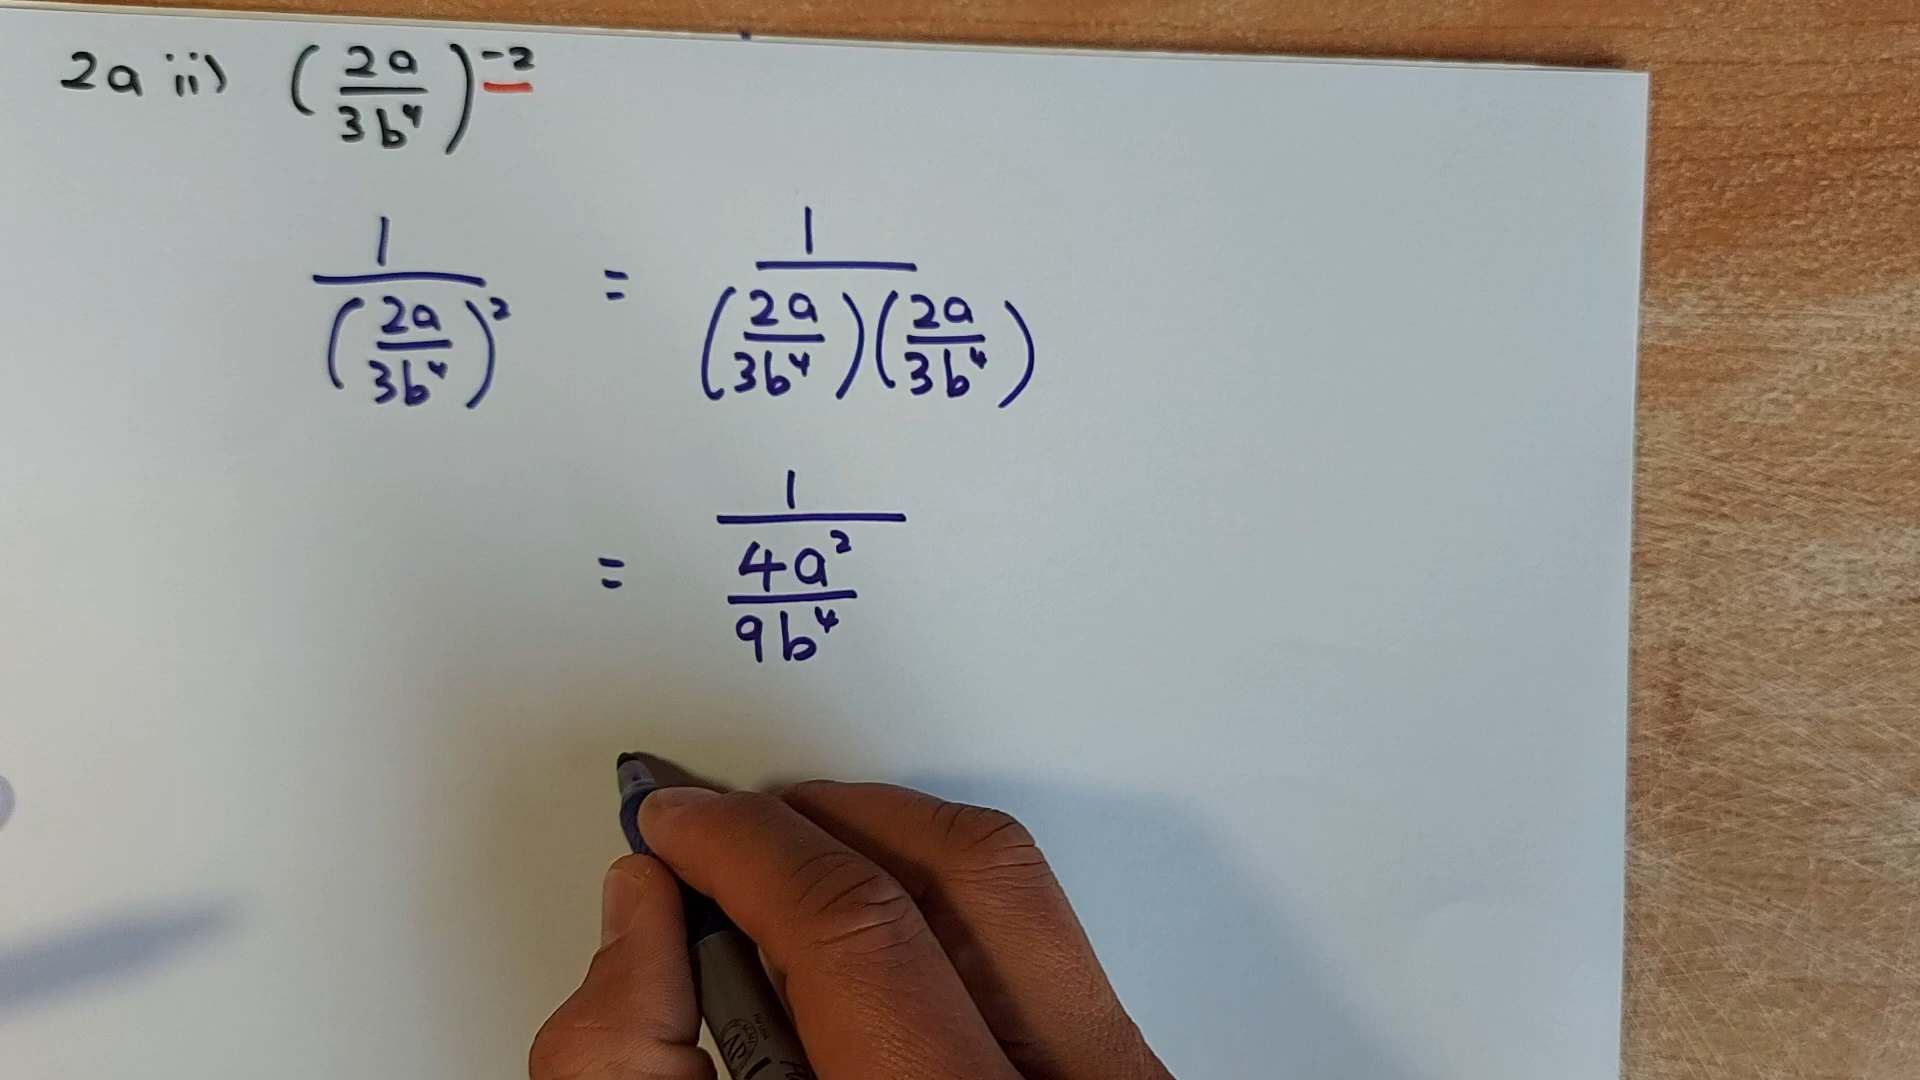 2a ii) (2a/3b⁴)⁻²
1/(2a/3b⁴)² = 1/(2a/3b⁴)(2a/3b⁴)
= 1/(4a²/9b⁴)